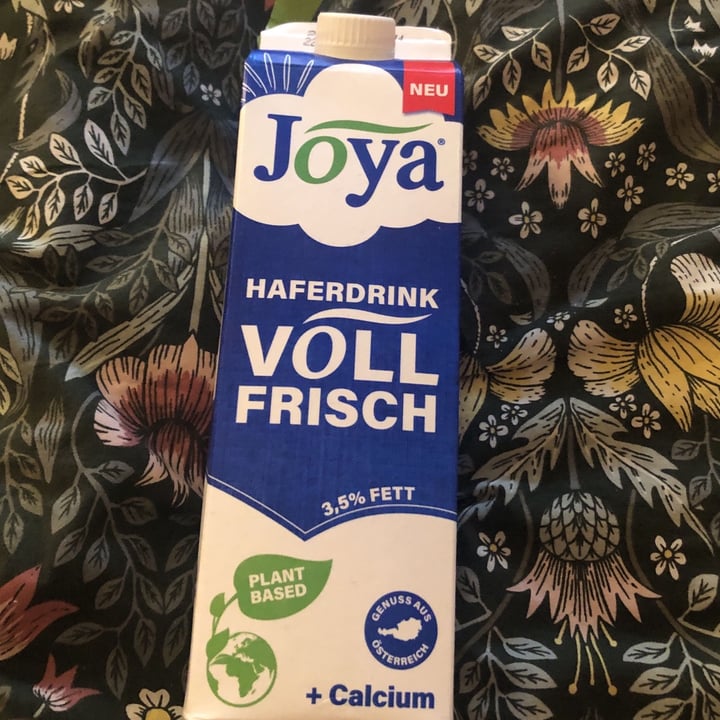 NEU
Joya®
HAFERDRINK
VOLL
FRISCH
3,5% FETT
PLANT
BASED
GENUSS AUS
ÖSTERREICH
+ Calcium